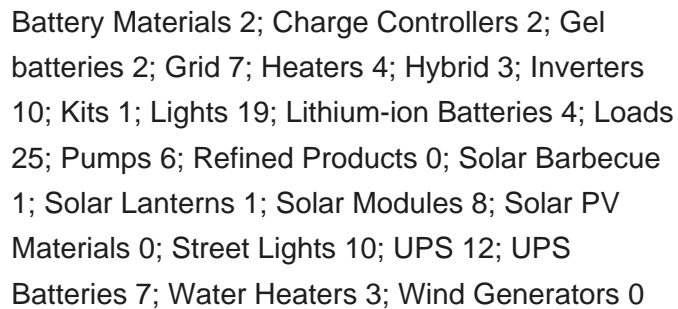 Battery Materials 2; Charge Controllers 2; Gel
batteries 2; Grid 7; Heaters 4; Hybrid 3; Inverters
10; Kits 1; Lights 19; Lithium-ion Batteries 4; Loads
25; Pumps 6; Refined Products 0; Solar Barbecue
1; Solar Lanterns 1; Solar Modules 8; Solar PV
Materials 0; Street Lights 10; UPS 12; UPS
Batteries 7; Water Heaters 3; Wind Generators 0